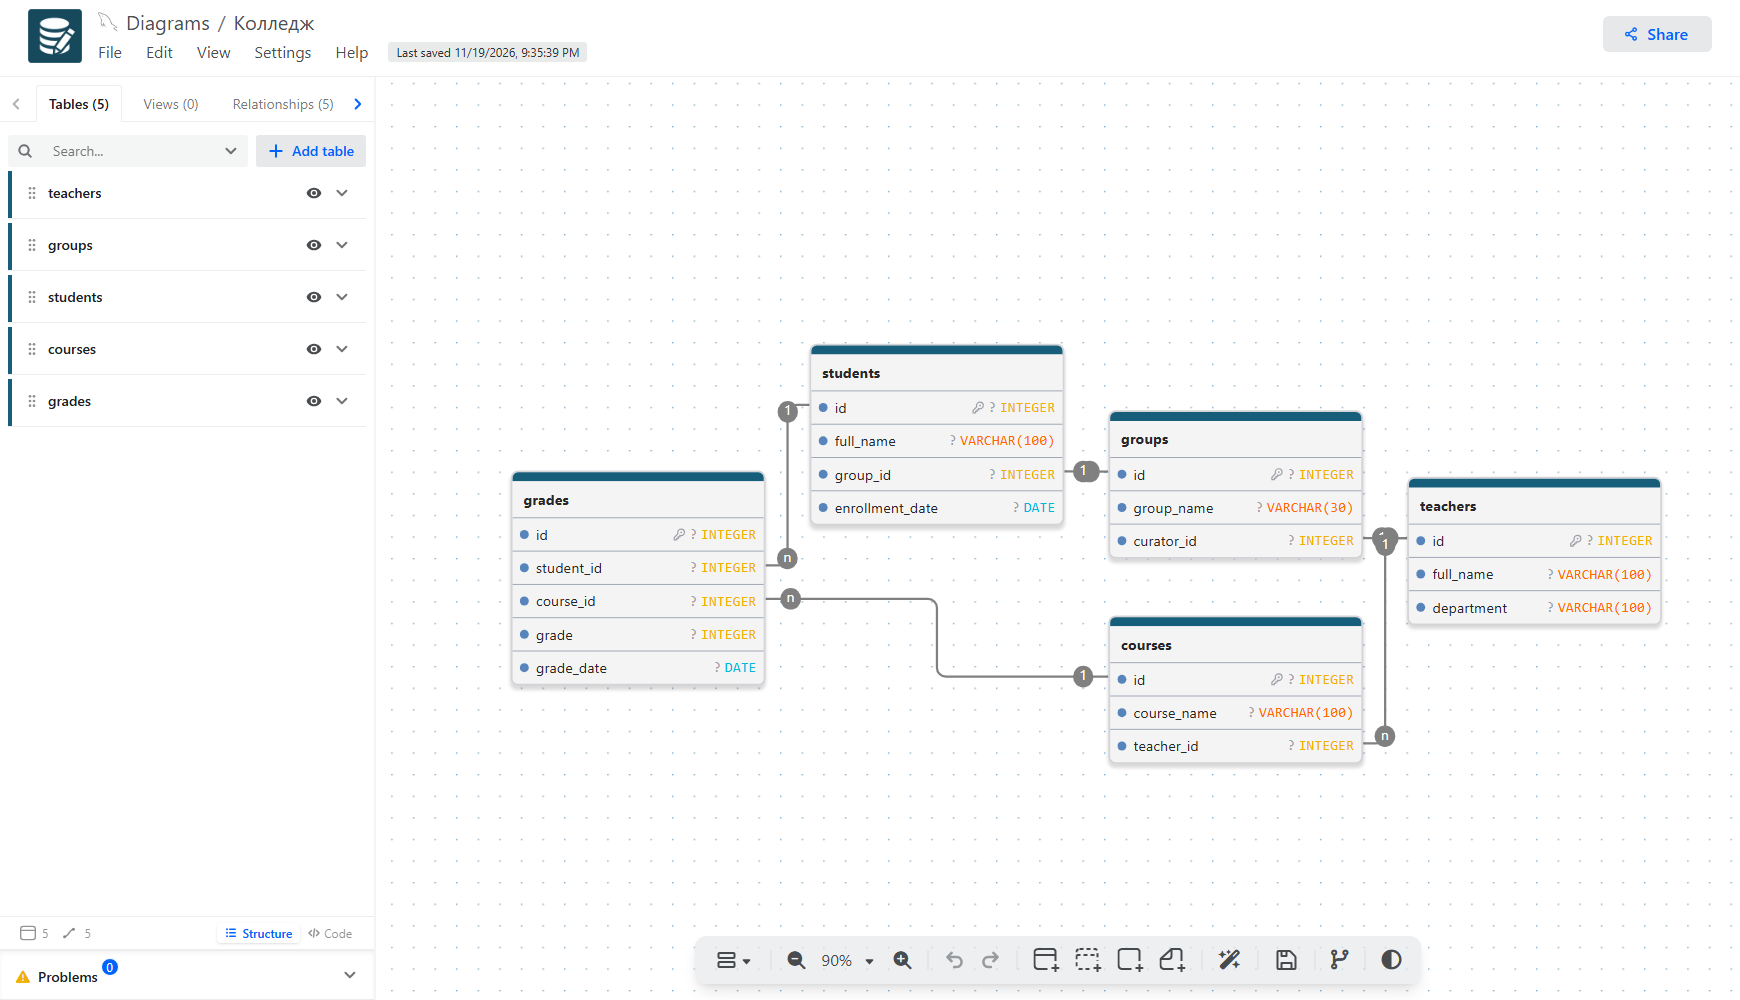 Diagrams / Колледж
File Edit View Settings Help Last saved 11/19/2026, 9:35:39 PM
Share
Tables (5) Views (0) Relationships (5)
Search... Add table
teachers
groups
students
courses
grades
5 5 Structure Code
Problems 0
students
id ? INTEGER
full_name ? VARCHAR(100)
group_id ? INTEGER
enrollment_date ? DATE
groups
id ? INTEGER
group_name ? VARCHAR(30)
curator_id ? INTEGER
grades
id ? INTEGER
student_id ? INTEGER
course_id ? INTEGER
grade ? INTEGER
grade_date ? DATE
teachers
id ? INTEGER
full_name ? VARCHAR(100)
department ? VARCHAR(100)
courses
id ? INTEGER
course_name ? VARCHAR(100)
teacher_id ? INTEGER
1
n
1
n
1
1
n
90%